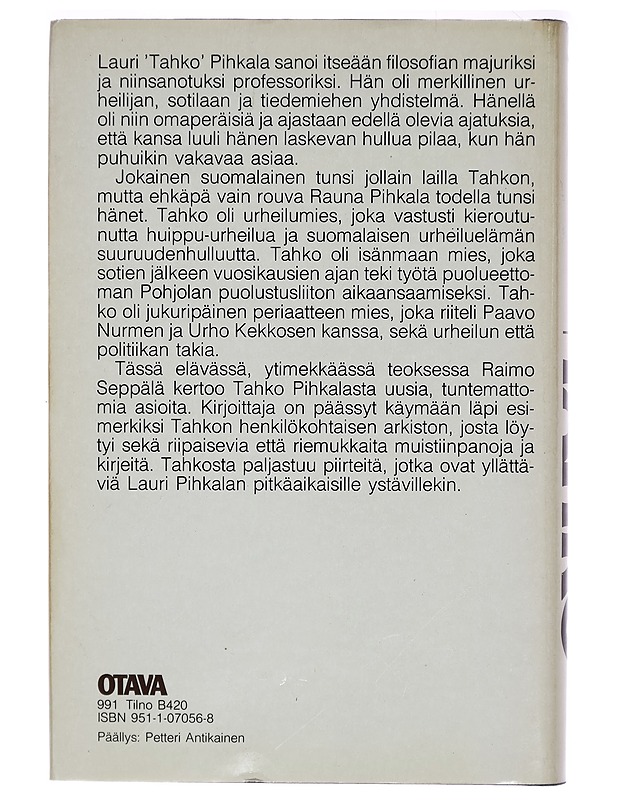 Lauri 'Tahko' Pihkala sanoi itseään filosofian majuriksi
ja niinsanotuksi professoriksi. Hän oli merkillinen ur-
heilijan, sotilaan ja tiedemiehen yhdistelmä. Hänellä
oli niin omaperäisiä ja ajastaan edellä olevia ajatuksia,
että kansa luuli hänen laskevan hullua pilaa, kun hän
puhuikin vakavaa asiaa.
Jokainen suomalainen tunsi jollain lailla Tahkon,
mutta ehkäpä vain rouva Rauna Pihkala todella tunsi
hänet. Tahko oli urheilumies, joka vastusti kieroutu-
nutta huippu-urheilua ja suomalaisen urheiluelämän
suuruudenhulluutta. Tahko oli isänmaan mies, joka
sotien jälkeen vuosikausien ajan teki työtä puolueetto-
man Pohjolan puolustusliiton aikaansaamiseksi. Tah-
ko oli jukuripäinen periaatteen mies, joka riiteli Paavo
Nurmen ja Urho Kekkosen kanssa, sekä urheilun että
politiikan takia.
Tässä elävässä, ytimekkäässä teoksessa Raimo
Seppälä kertoo Tahko Pihkalasta uusia, tuntematto-
mia asioita. Kirjoittaja on päässyt käymään läpi esi-
merkiksi Tahkon henkilökohtaisen arkiston, josta löy-
tyi sekä riipaisevia että riemukkaita muistiinpanoja ja
kirjeitä. Tahkosta paljastuu piirteitä, jotka ovat yllättä-
viä Lauri Pihkalan pitkäaikaisille ystävillekin.
OTAVA
991 Tilno B420
ISBN 951-1-07056-8
Päällys: Petteri Antikainen